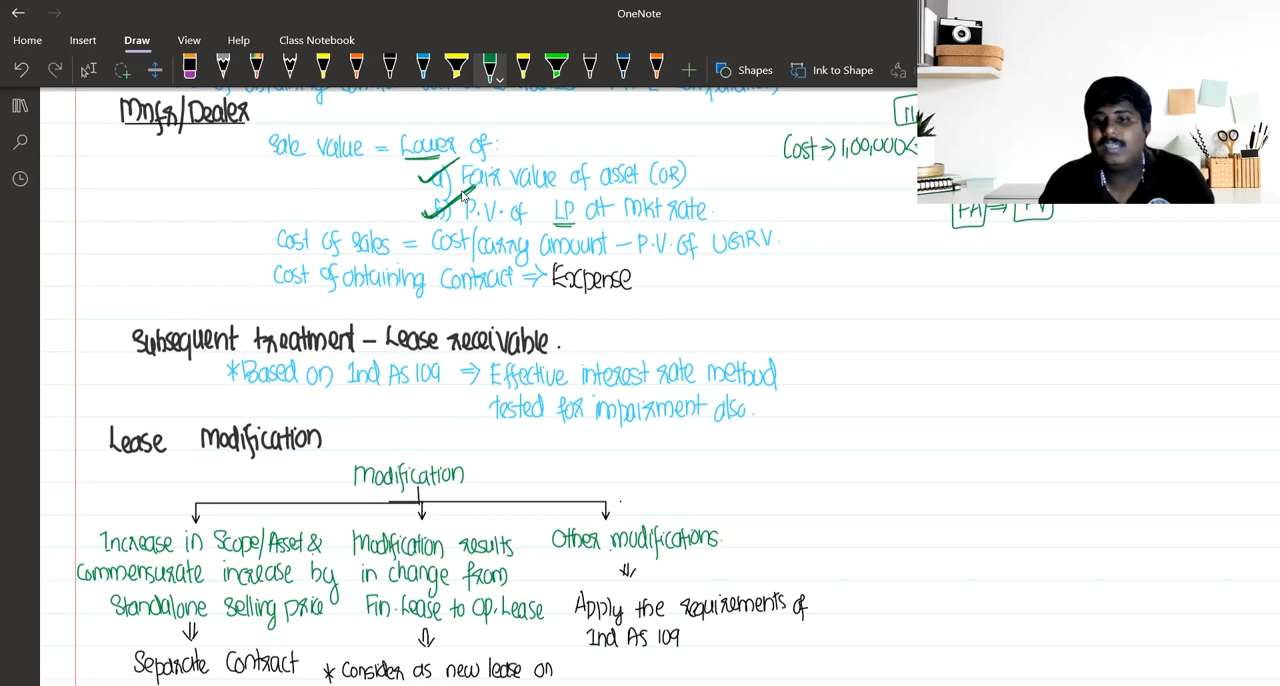 OneNote
Home Insert Draw View Help Class Notebook
Shapes Ink to Shape
Mnfr/Dealer
Sale value = Lower of:
a) Fair value of asset (OR)
b) P.V. of LP at mkt rate.
Cost ⇒ 1,00,000
Cost of sales = Cost/carry amount - P.V. of UGRV.
Cost of obtaining contract ⇒ Expense
Subsequent treatment - Lease receivable.
*Based on Ind As 109 ⇒ Effective interest rate method
tested for impairment also.
Lease Modification
Modification
Increase in Scope/Asset &
commensurate increase by
Standalone selling price
Separate Contract
Modification results
in change from
Fin. Lease to Op. Lease
* Consider as new lease on
Other modifications.
Apply the requirements of
Ind AS 109